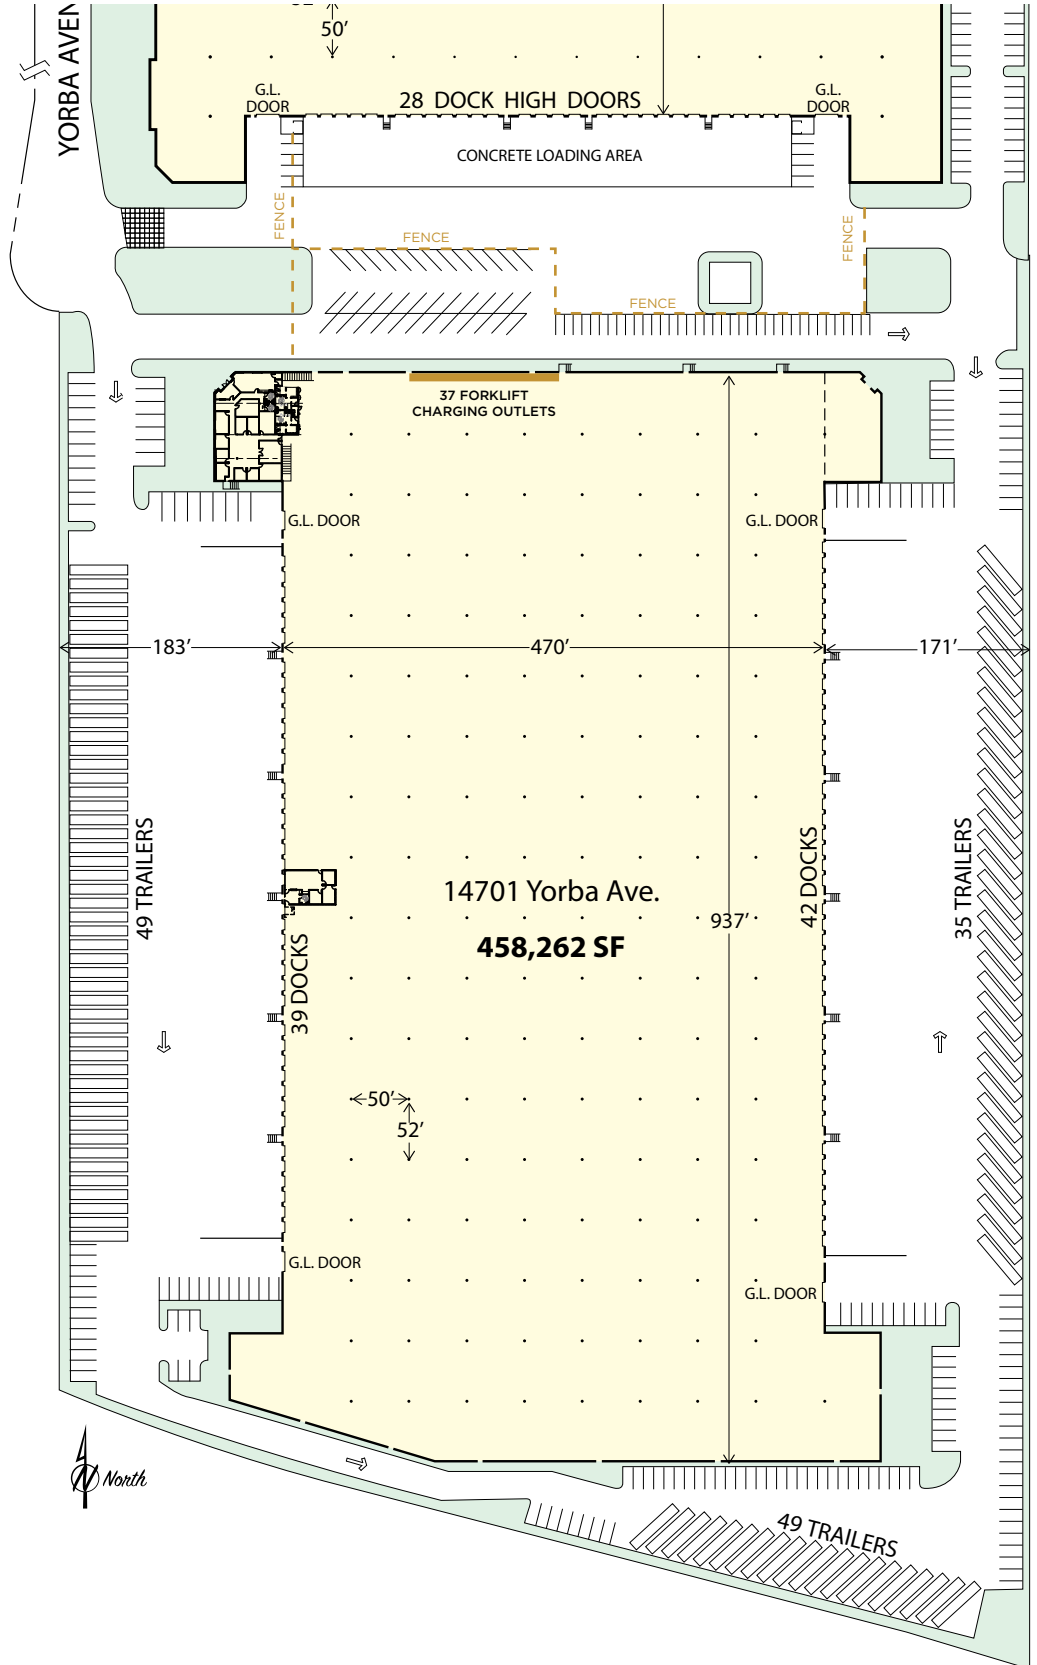 YORBA AVEN
50’
G.L.
DOOR
28 DOCK HIGH DOORS
G.L.
DOOR
CONCRETE LOADING AREA
FENCE
FENCE
FENCE
FENCE
37 FORKLIFT
CHARGING OUTLETS
G.L. DOOR
G.L. DOOR
183’
470’
171’
49 TRAILERS
39 DOCKS
14701 Yorba Ave.
458,262 SF
937’
42 DOCKS
35 TRAILERS
50’
52’
G.L. DOOR
G.L. DOOR
N North
49 TRAILERS